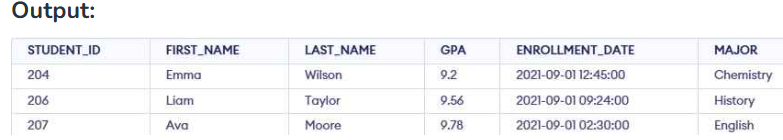 Output:
STUDENT_ID FIRST_NAME LAST_NAME GPA ENROLLMENT_DATE MAJOR
204 Emma Wilson 9.2 2021-09-01 12:45:00 Chemistry
206 Liam Taylor 9.56 2021-09-01 09:24:00 History
207 Ava Moore 9.78 2021-09-01 02:30:00 English